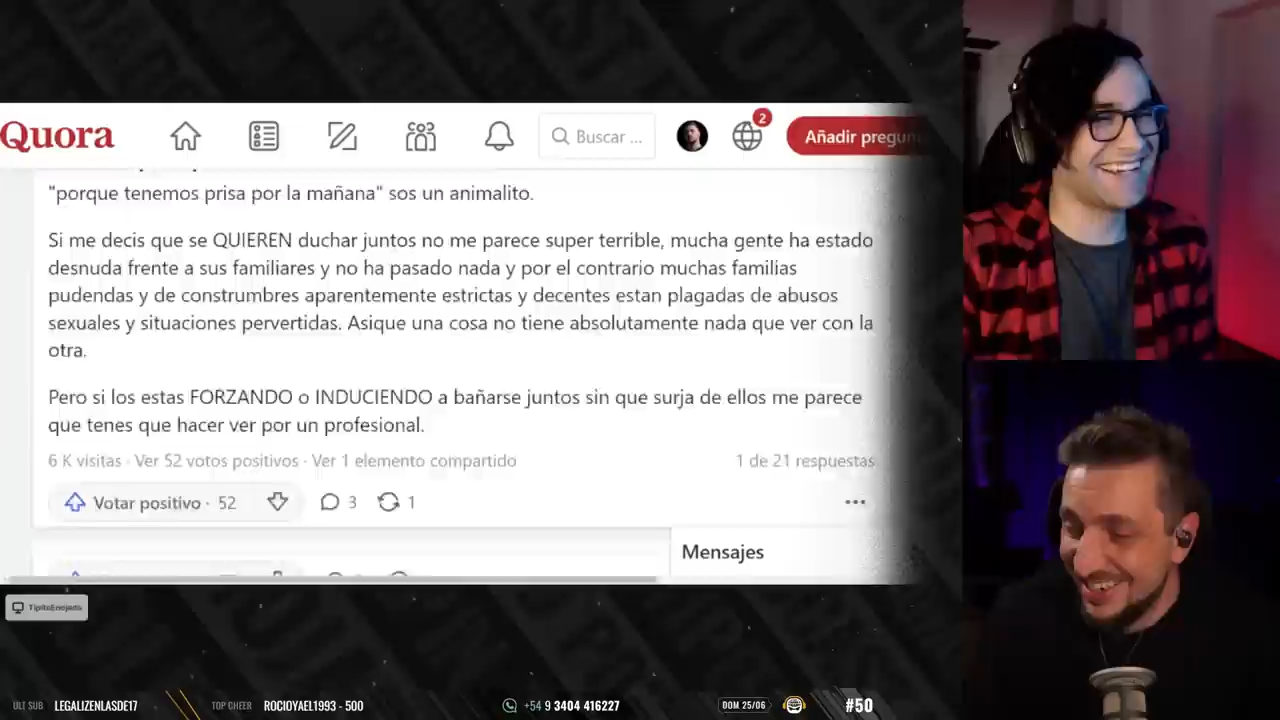 Quora
Buscar ...
2
Añadir pregun
"porque tenemos prisa por la mañana" sos un animalito.
Si me decis que se QUIEREN duchar juntos no me parece super terrible, mucha gente ha estado
desnuda frente a sus familiares y no ha pasado nada y por el contrario muchas familias
pudendas y de construmbres aparentemente estrictas y decentes estan plagadas de abusos
sexuales y situaciones pervertidas. Asique una cosa no tiene absolutamente nada que ver con la
otra.
Pero si los estas FORZANDO o INDUCIENDO a bañarse juntos sin que surja de ellos me parece
que tenes que hacer ver por un profesional.
6 K visitas · Ver 52 votos positivos · Ver 1 elemento compartido
1 de 21 respuestas
Votar positivo · 52
3
1
Mensajes
TipitoEnojado
ULT SUB LEGALIZENLASDE17
TOP CHEER ROCIOYAEL1993 - 500
+54 9 3404 416227
DOM 25/06
#50